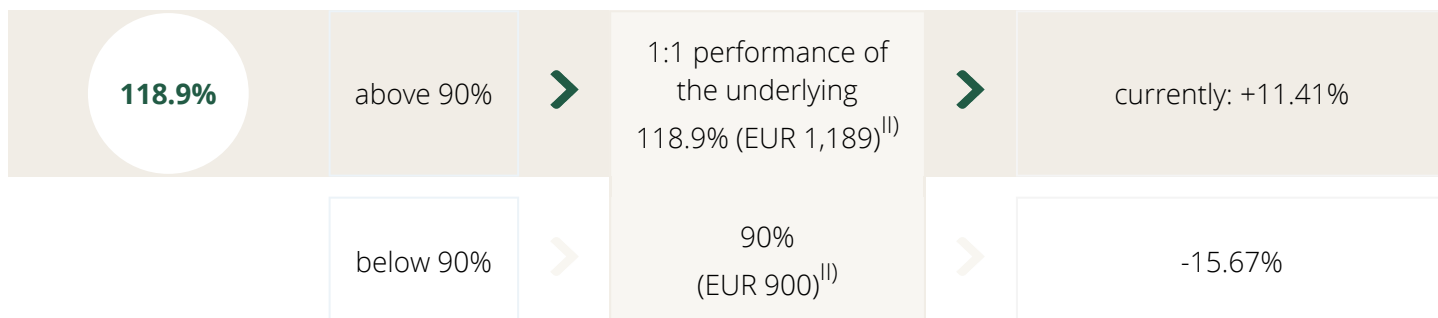 118.9%
above 90%
1:1 performance of
the underlying
118.9% (EUR 1,189)II)
currently: +11.41%
below 90%
90%
(EUR 900)II)
-15.67%